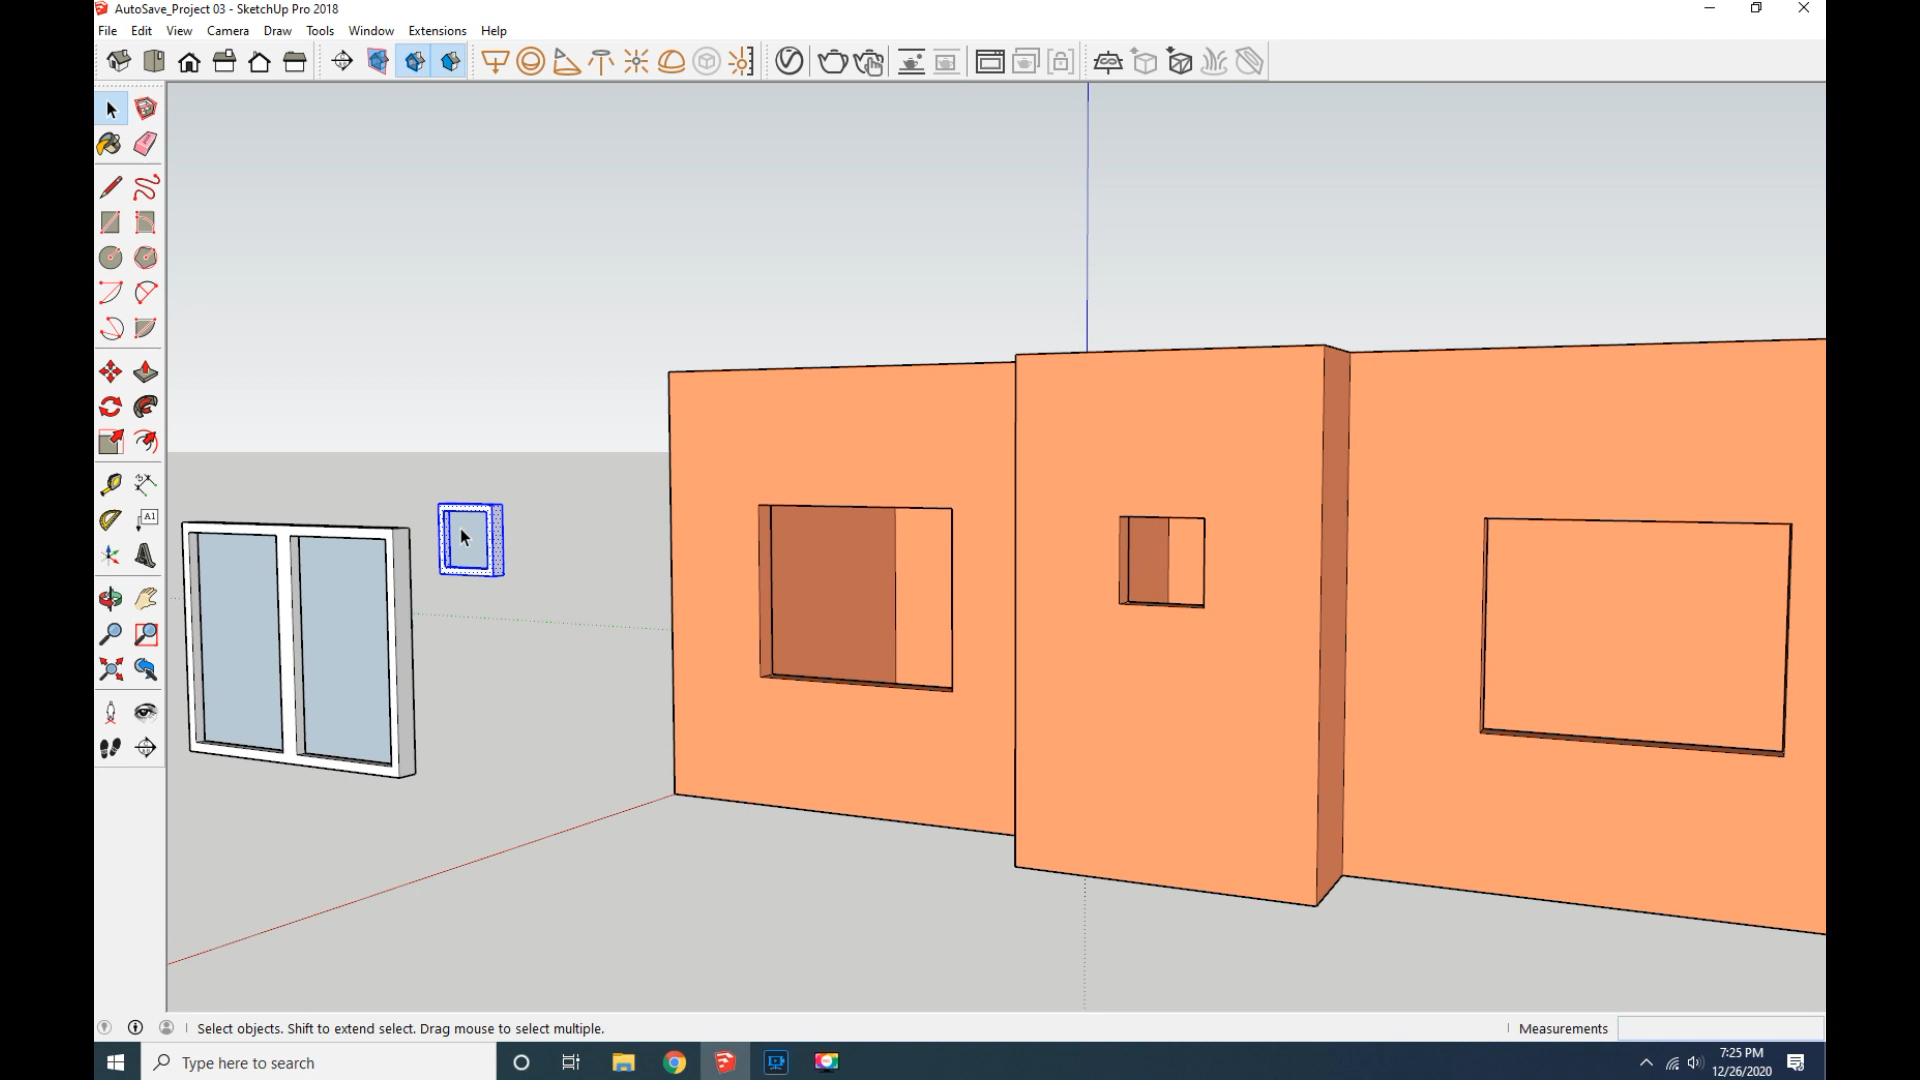 AutoSave_Project 03 - SketchUp Pro 2018
File Edit View Camera Draw Tools Window Extensions Help
A1
Select objects. Shift to extend select. Drag mouse to select multiple.
Measurements
Type here to search
7:25 PM
12/26/2020